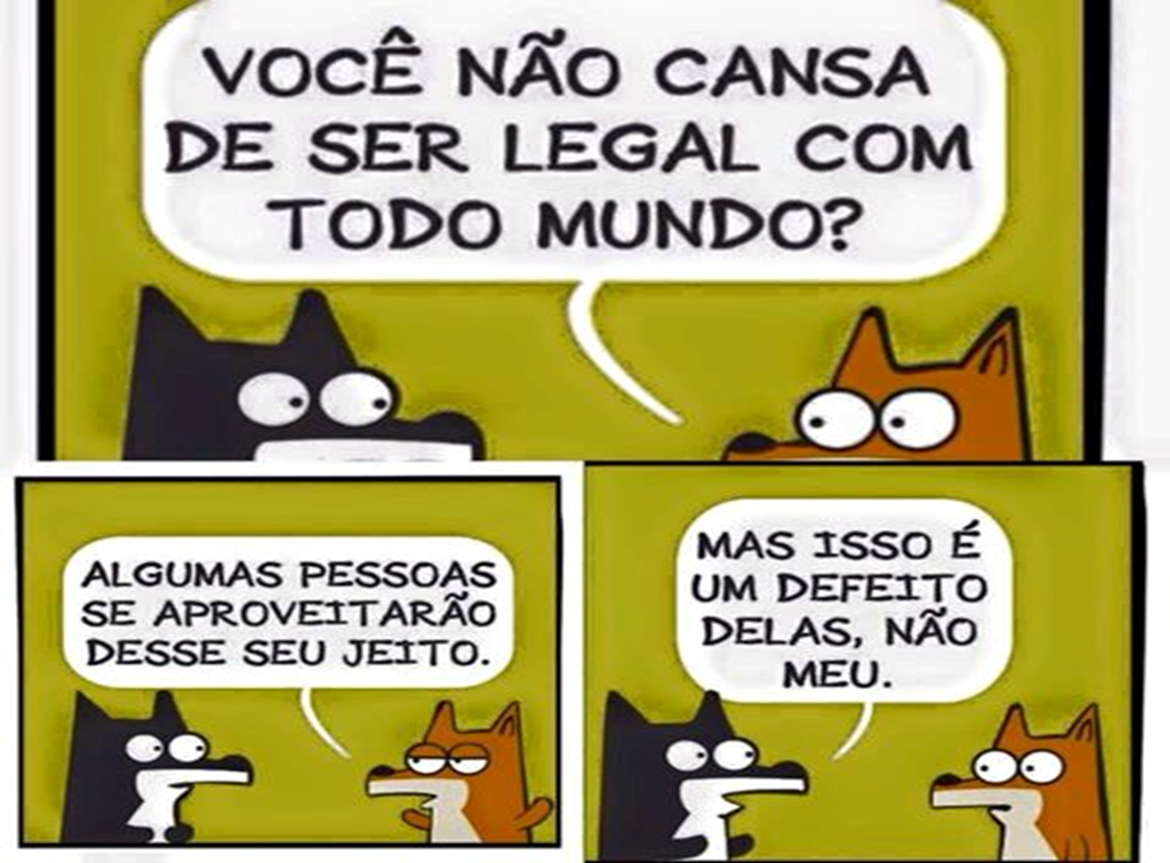 VOCÊ NÃO CANSA
DE SER LEGAL COM
TODO MUNDO?
ALGUMAS PESSOAS
SE APROVEITARÃO
DESSE SEU JEITO.
MAS ISSO É
UM DEFEITO
DELAS, NÃO
MEU.